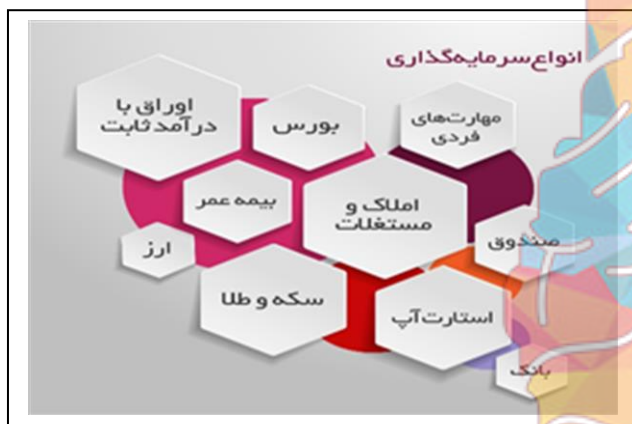 انواع سرمایه‌گذاری
مهارت‌های
فردی
بورس
اوراق با
درآمد ثابت
املاک و
مستغلات
بیمه عمر
صندوق
ارز
سکه و طلا
استارت‌آپ
بانک